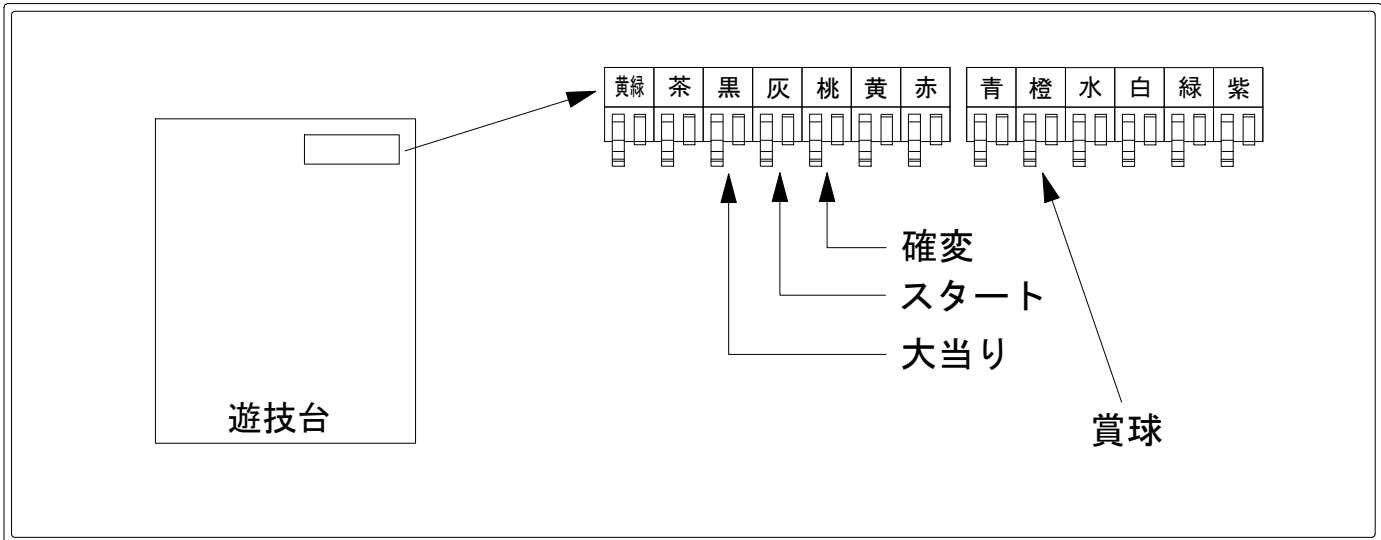 黄緑 茶 黒 灰 桃 黄 赤 青 橙 水 白 緑 紫
確変
スタート
大当り
遊技台
賞球